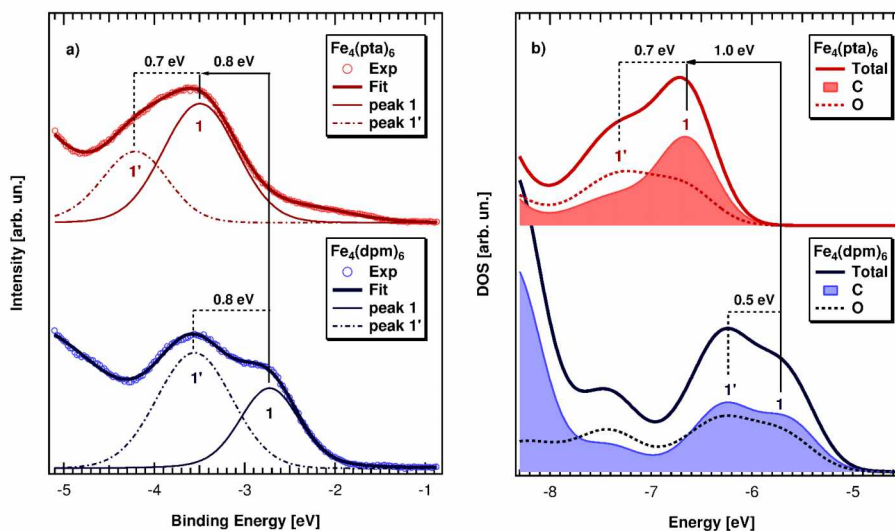 a)
0.7 eV
0.8 eV
Fe4(pta)6
Exp
Fit
peak 1
peak 1'
1
1'
Fe4(dpm)6
Exp
Fit
peak 1
peak 1'
0.8 eV
1'
1
Intensity [arb. un.]
-5
-4
-3
-2
-1
Binding Energy [eV]
b)
0.7 eV
1.0 eV
Fe4(pta)6
Total
C
O
1
1'
Fe4(dpm)6
Total
C
O
0.5 eV
1'
1
DOS [arb. un.]
-8
-7
-6
-5
Energy [eV]